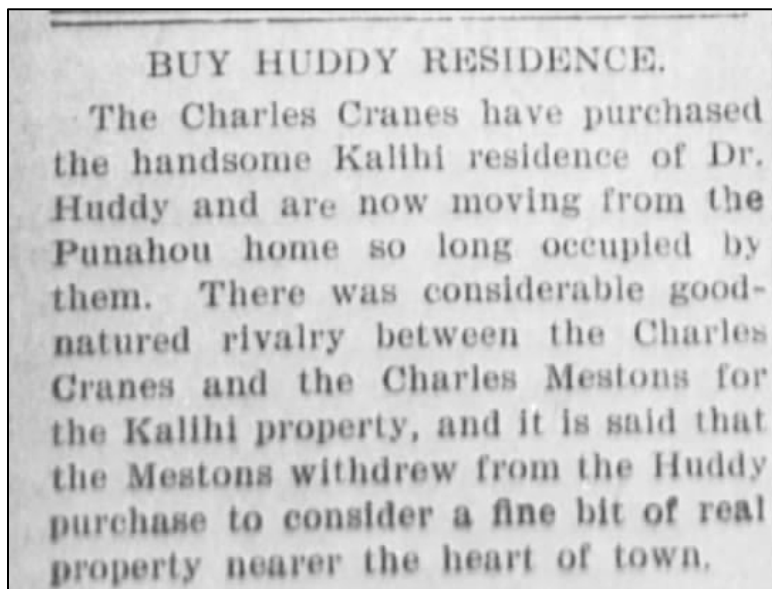 BUY HUDDY RESIDENCE.
The Charles Cranes have purchased
the handsome Kalihi residence of Dr.
Huddy and are now moving from the
Punahou home so long occupied by
them. There was considerable good-
natured rivalry between the Charles
Cranes and the Charles Mestons for
the Kalihi property, and it is said that
the Mestons withdrew from the Huddy
purchase to consider a fine bit of real
property nearer the heart of town.